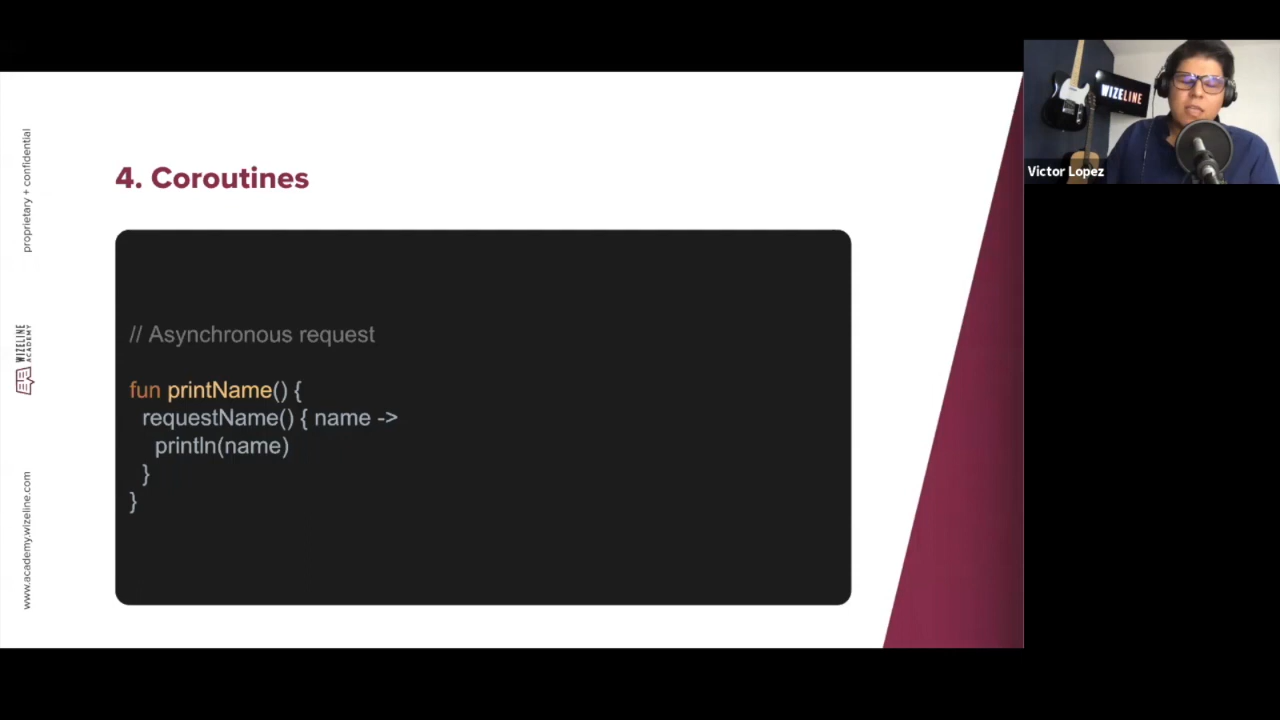 4. Coroutines
// Asynchronous request
fun printName() {
requestName() { name ->
println(name)
}
}
proprietary + confidential
WIZELINE
ACADEMY
www.academy.wizeline.com
WIZELINE
Victor Lopez